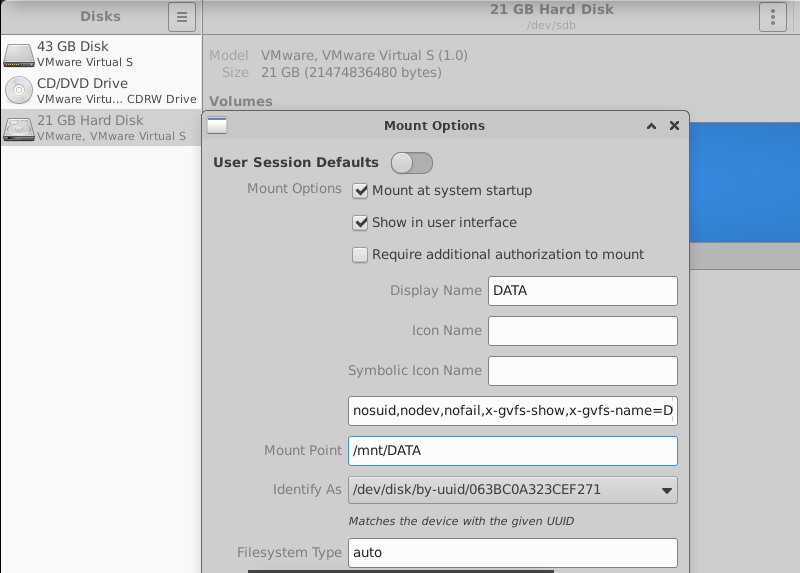 Disks
21 GB Hard Disk
/dev/sdb
43 GB Disk
VMware Virtual S
CD/DVD Drive
VMware Virtu... CDRW Drive
21 GB Hard Disk
VMware, VMware Virtual S
Model VMware, VMware Virtual S (1.0)
Size 21 GB (21474836480 bytes)
Volumes
Mount Options
User Session Defaults
Mount Options Mount at system startup
Show in user interface
Require additional authorization to mount
Display Name DATA
Icon Name
Symbolic Icon Name
nosuid,nodev,nofail,x-gvfs-show,x-gvfs-name=D
Mount Point /mnt/DATA
Identify As /dev/disk/by-uuid/063BC0A323CEF271
Matches the device with the given UUID
Filesystem Type auto